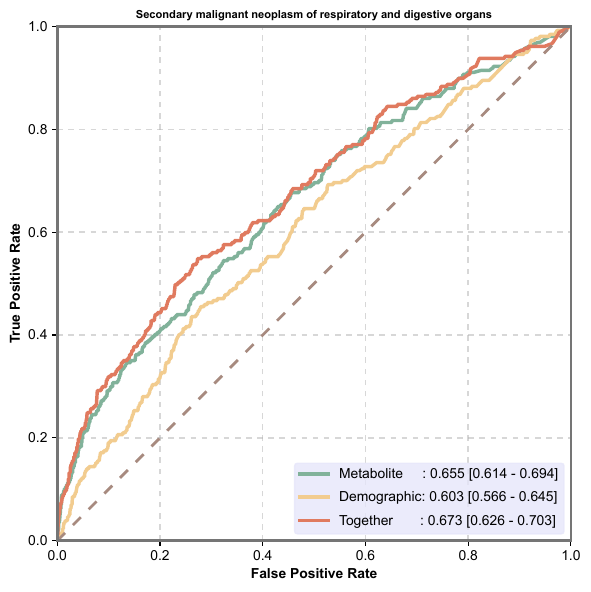 Secondary malignant neoplasm of respiratory and digestive organs
1.0
0.8
0.6
0.4
0.2
0.0
True Positive Rate
Metabolite : 0.655 [0.614 - 0.694]
Demographic: 0.603 [0.566 - 0.645]
Together : 0.673 [0.626 - 0.703]
0.0 0.2 0.4 0.6 0.8 1.0
False Positive Rate